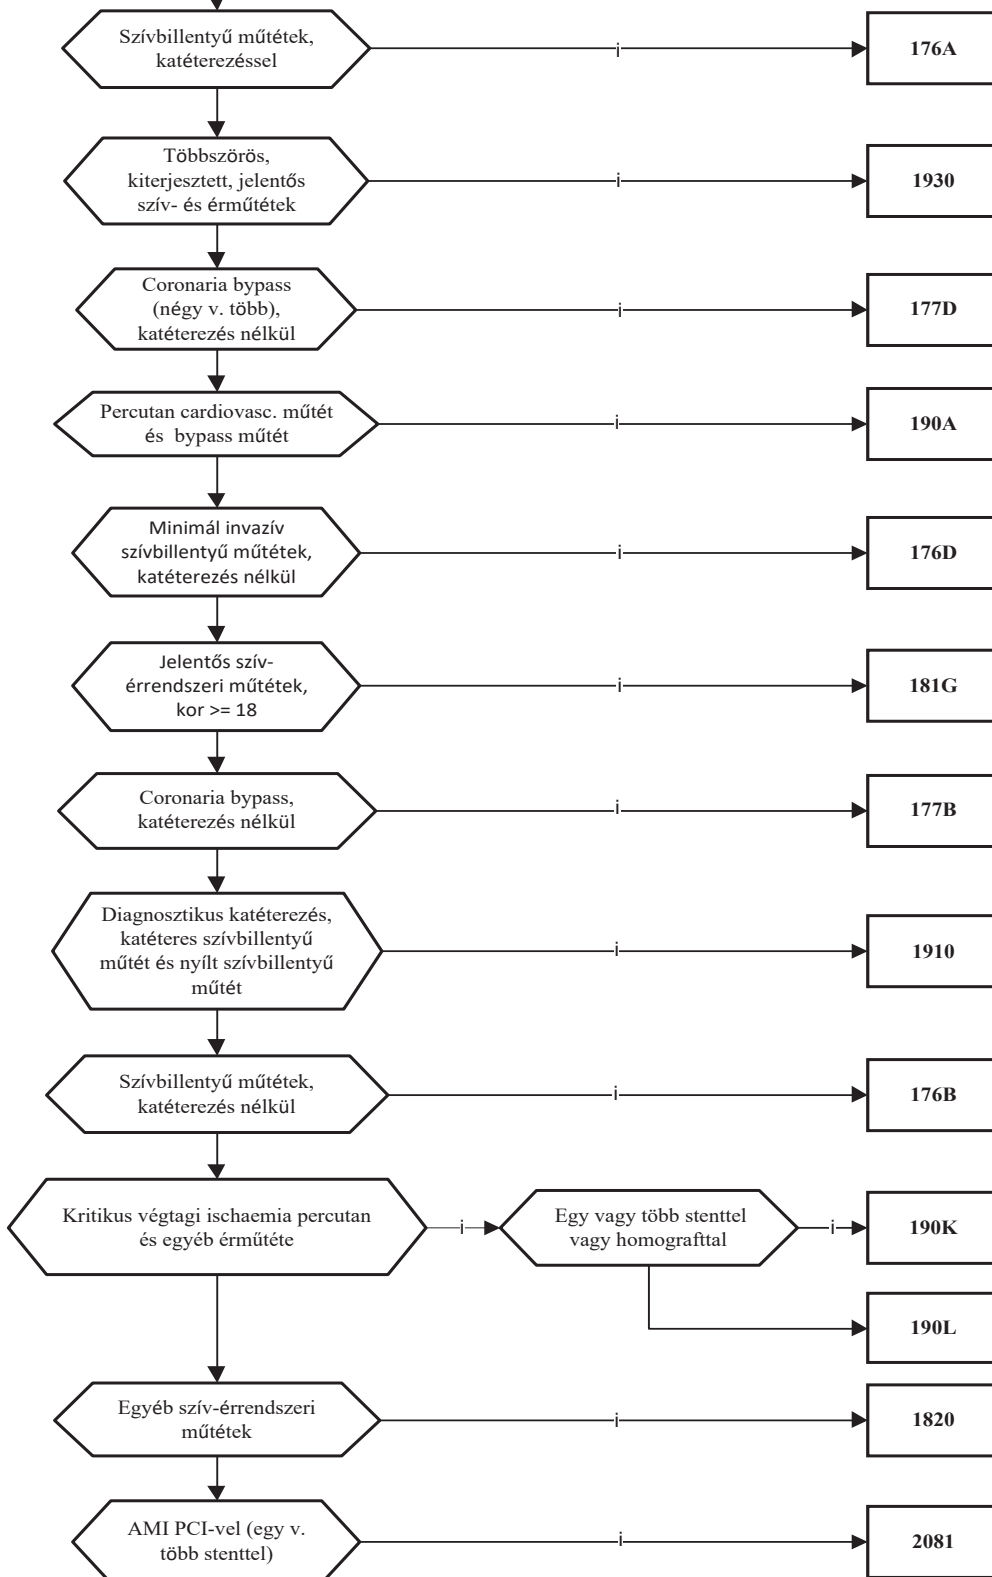 Szívbillentyű műtétek,
katéterezéssel
i
176A
Többszörös,
kiterjesztett, jelentős
szív- és érműtétek
i
1930
Coronaria bypass
(négy v. több),
katéterezés nélkül
i
177D
Percutan cardiovasc. műtét
és bypass műtét
i
190A
Minimál invazív
szívbillentyű műtétek,
katéterezés nélkül
i
176D
Jelentős szív-
érrendszeri műtétek,
kor >= 18
i
181G
Coronaria bypass,
katéterezés nélkül
i
177B
Diagnosztikus katéterezés,
katéteres szívbillentyű
műtét és nyílt szívbillentyű
műtét
i
1910
Szívbillentyű műtétek,
katéterezés nélkül
i
176B
Kritikus végtagi ischaemia percutan
és egyéb érműtéte
i
Egy vagy több stenttel
vagy homografttal
i
190K
190L
Egyéb szív-érrendszeri
műtétek
i
1820
AMI PCI-vel (egy v.
több stenttel)
i
2081